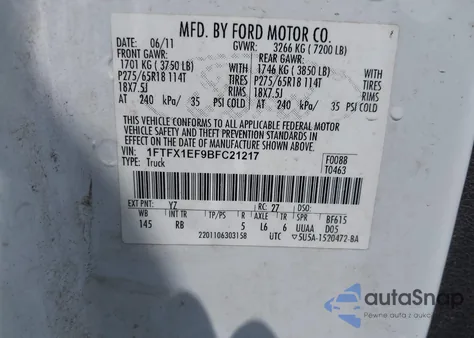 MFD. BY FORD MOTOR CO.
DATE: 06/11 GVWR: 3266 KG ( 7200 LB)
FRONT GAWR: REAR GAWR:
1701 KG ( 3750 LB) 1746 KG ( 3850 LB)
P275/65R18 114T TIRES P275/65R18 114T TIRES
18X7.5J RIMS 18X7.5J RIMS
AT 240 kPa/ 35 PSI COLD AT 240 kPa/ 35 PSI COLD
THIS VEHICLE CONFORMS TO ALL APPLICABLE FEDERAL MOTOR
VEHICLE SAFETY AND THEFT PREVENTION STANDARDS IN EFFECT
ON THE DATE OF MANUFACTURE SHOWN ABOVE.
VIN: 1FTFX1EF9BFC21217 F0088
TYPE: Truck T0463
EXT PNT: YZ RC: 27 DSO:
WB INT TR TP/PS R AXLE TR SPR BF615
145 RB 5 L6 6 UUAA D05
2201106303158 UTC ▽5U5A-1520472-BA
autoSnap
Pewne auta z aukcji